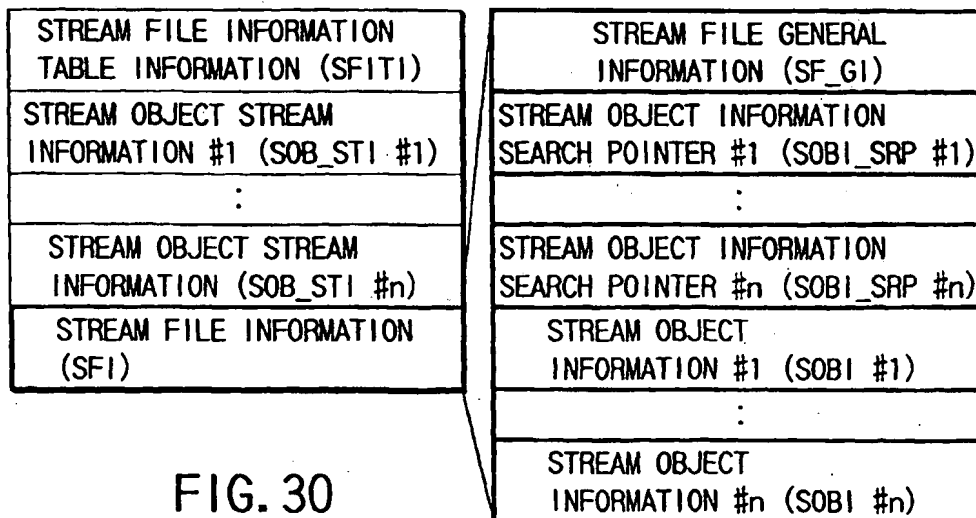 STREAM FILE INFORMATION
TABLE INFORMATION (SFITI)
STREAM OBJECT STREAM
INFORMATION #1 (SOB_STI #1)
:
STREAM OBJECT STREAM
INFORMATION (SOB_STI #n)
STREAM FILE INFORMATION
(SFI)
STREAM FILE GENERAL
INFORMATION (SF_GI)
STREAM OBJECT INFORMATION
SEARCH POINTER #1 (SOBI_SRP #1)
:
STREAM OBJECT INFORMATION
SEARCH POINTER #n (SOBI_SRP #n)
STREAM OBJECT
INFORMATION #1 (SOBI #1)
:
STREAM OBJECT
INFORMATION #n (SOBI #n)
FIG. 30